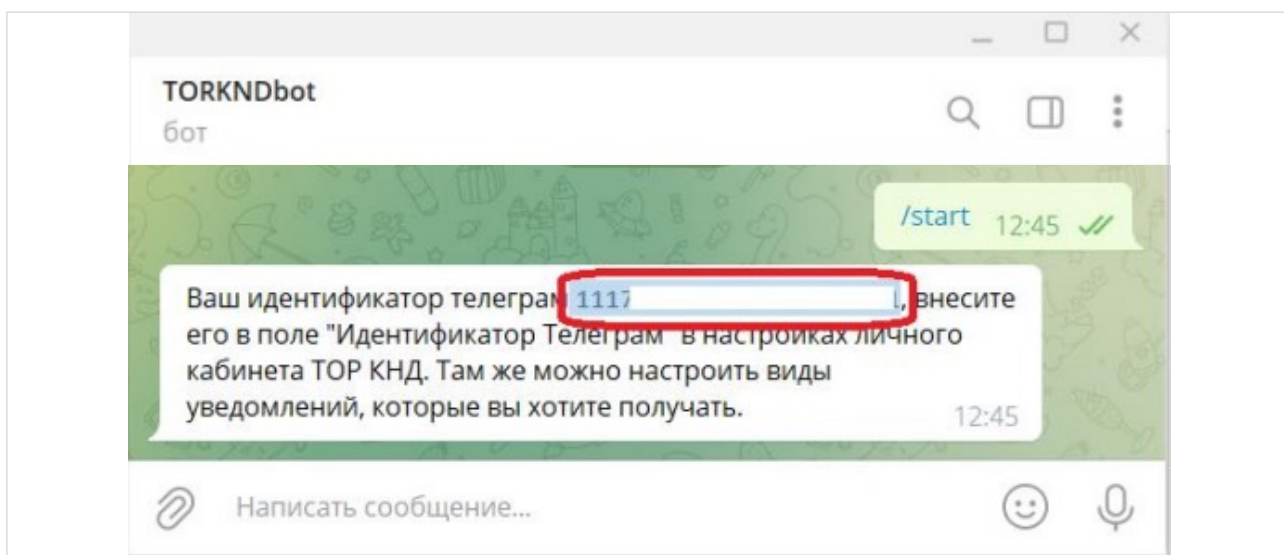 TORKNDbot
бот
/start 12:45
Ваш идентификатор телеграм 1117 , внесите
его в поле "Идентификатор Телеграм" в настройках личного
кабинета ТОР КНД. Там же можно настроить виды
уведомлений, которые вы хотите получать.
12:45
Написать сообщение...